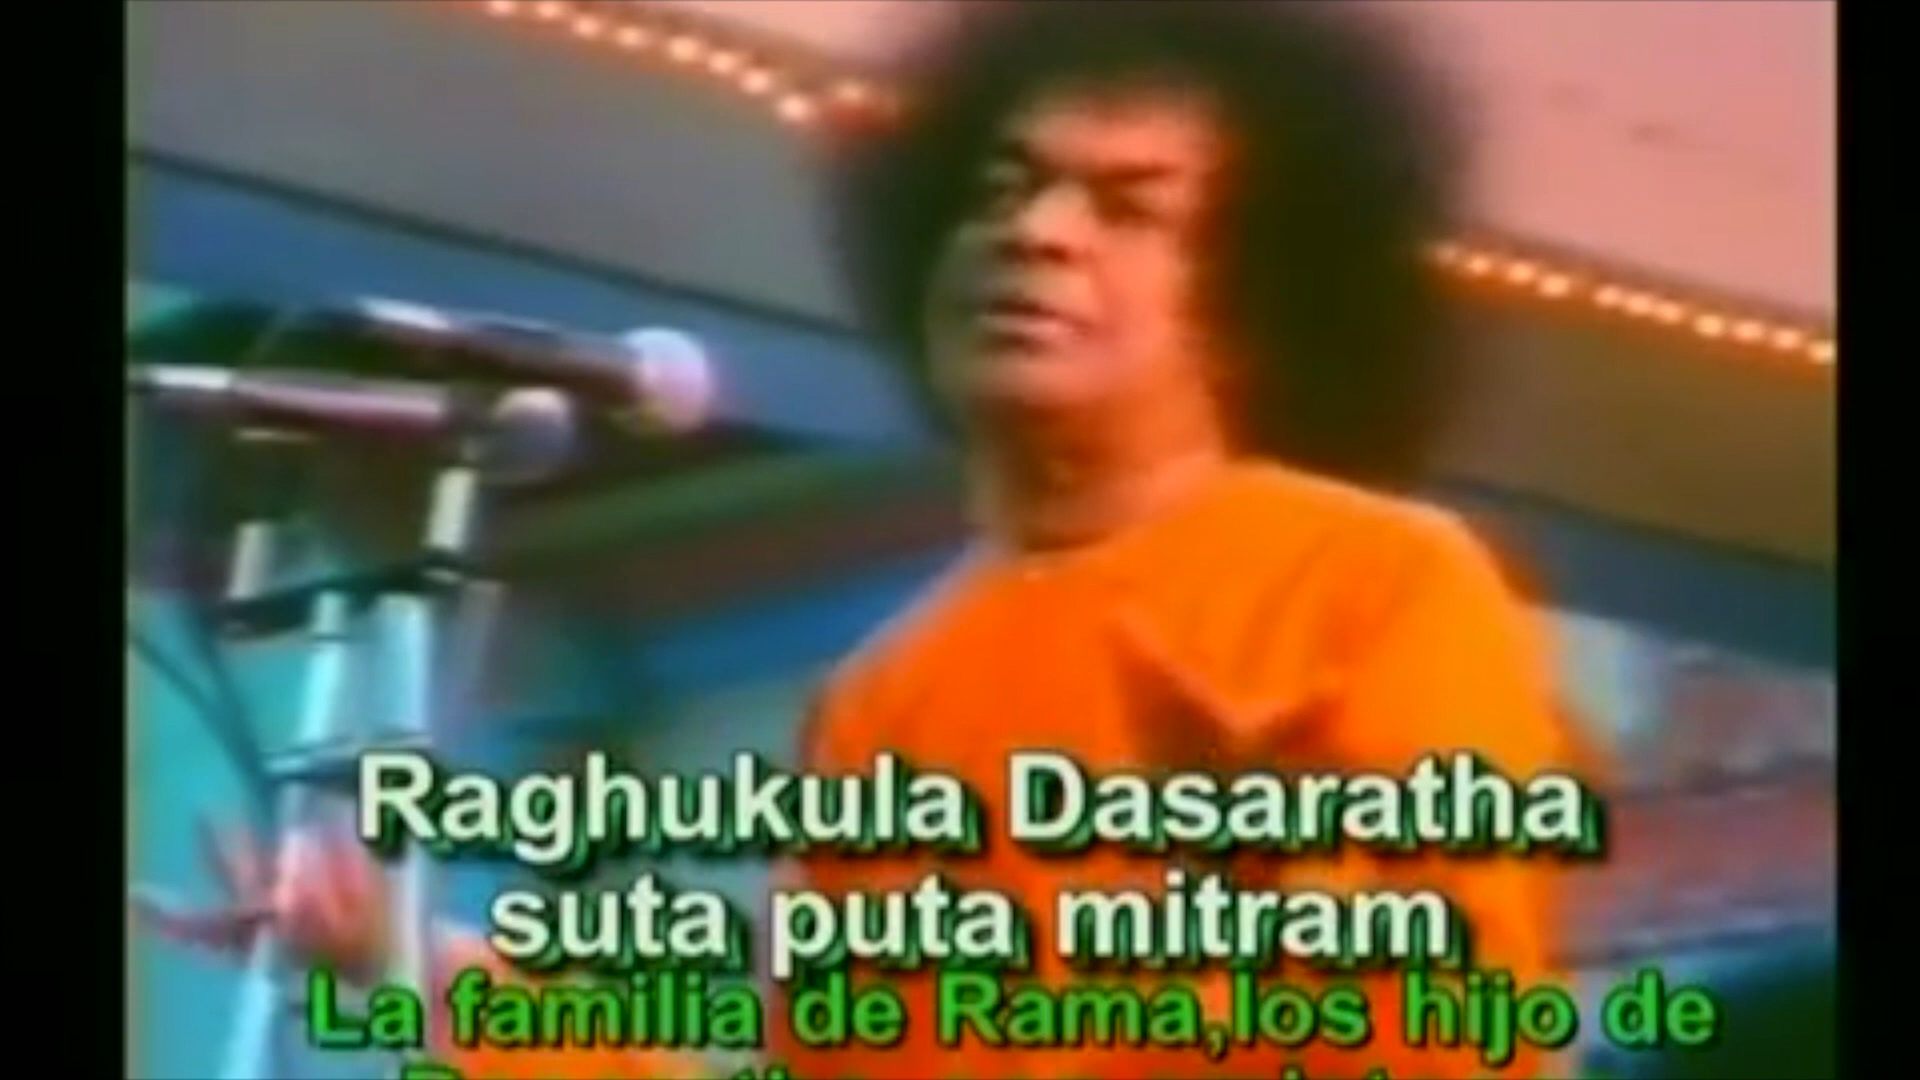 Raghukula Dasaratha
suta puta mitram
La familia de Rama,los hijo de